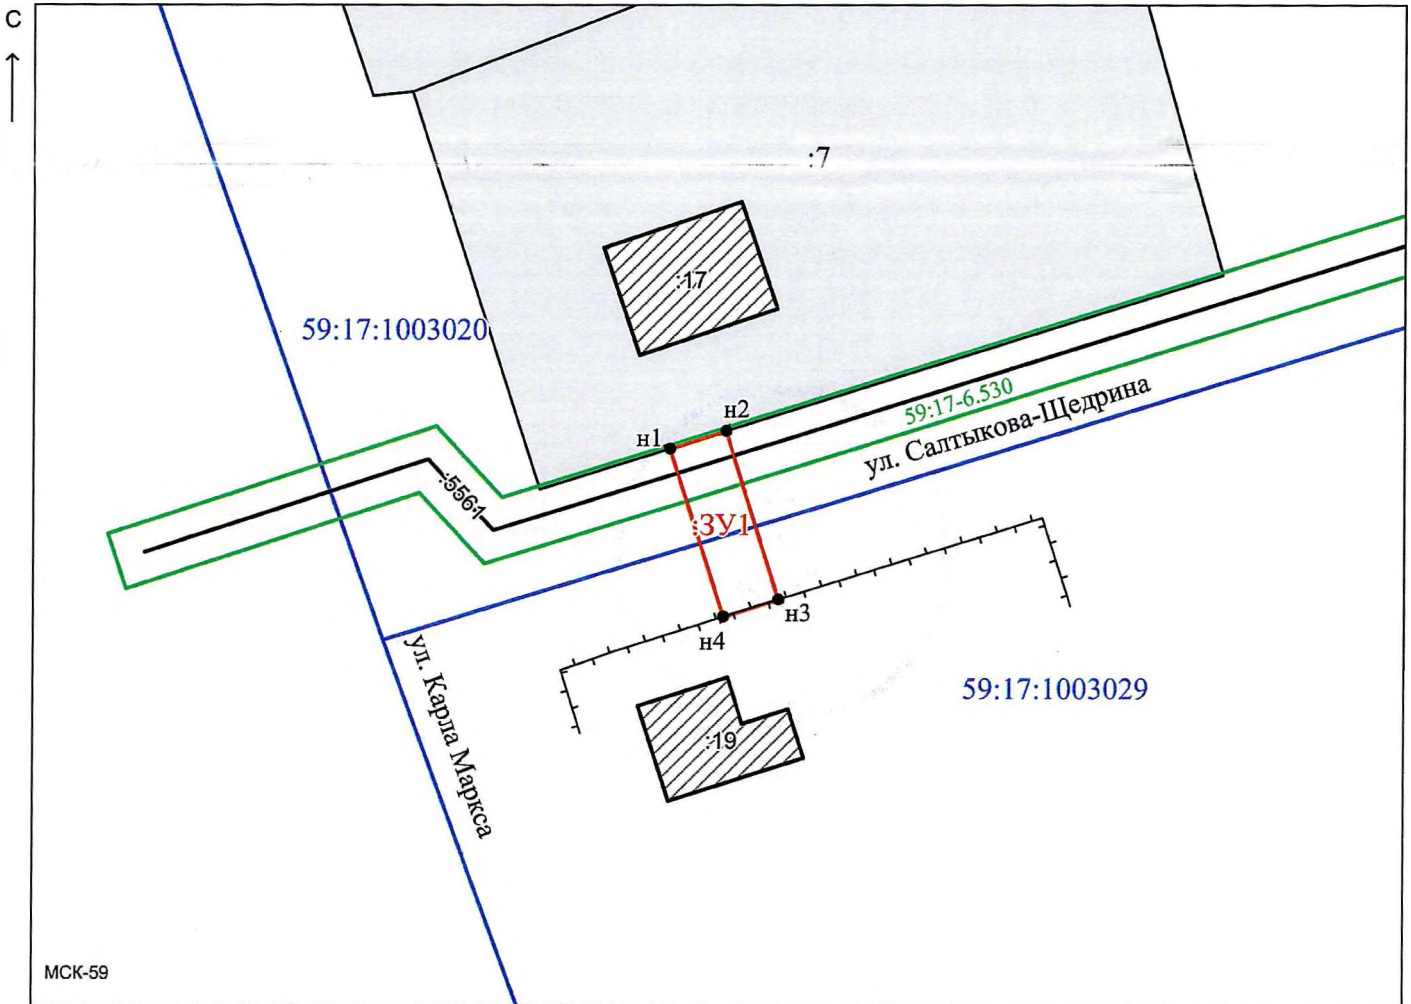 С
:7
:17
59:17:1003020
59:17-6.530
н2
ул. Салтыкова-Щедрина
н1
:5561
:ЗУ1
н3
н4
ул. Карла Маркса
59:17:1003029
:19
МСК-59